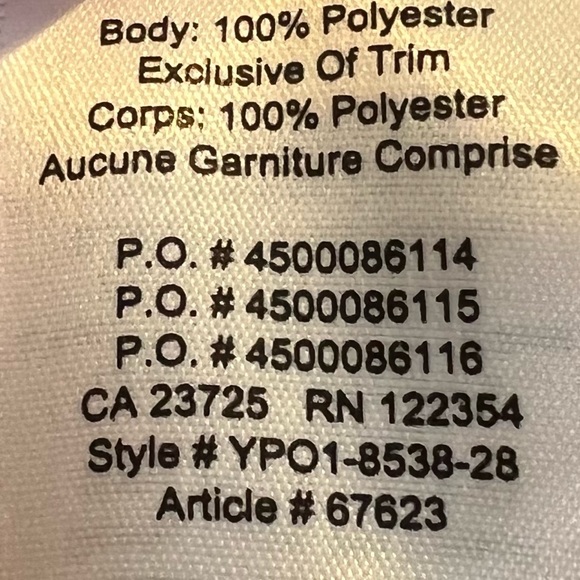 Body: 100% Polyester
Exclusive Of Trim
Corps: 100% Polyester
Aucune Garniture Comprise
P.O. # 4500086114
P.O. # 4500086115
P.O. # 4500086116
CA 23725 RN 122354
Style # YPO1-8538-28
Article # 67623